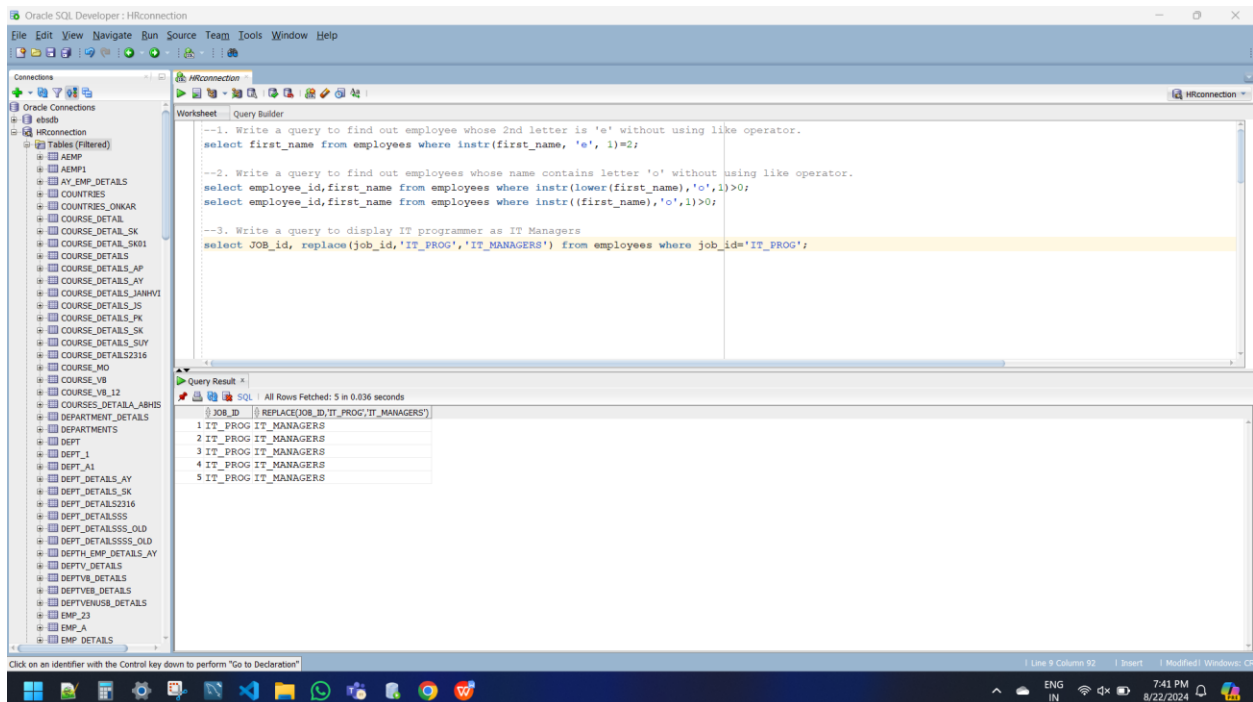 Oracle SQL Developer : HRconnection
File Edit View Navigate Run Source Team Tools Window Help
Connections
HRconnection
HRconnection
Oracle Connections
ebsdb
HRconnection
Tables (Filtered)
AEMP
AEMP1
AY_EMP_DETAILS
COUNTRIES
COUNTRIES_ONKAR
COURSE_DETAIL
COURSE_DETAIL_SK
COURSE_DETAIL_SK01
COURSE_DETAILS
COURSE_DETAILS_AP
COURSE_DETAILS_AY
COURSE_DETAILS_JANHVI
COURSE_DETAILS_JS
COURSE_DETAILS_PK
COURSE_DETAILS_SK
COURSE_DETAILS_SUY
COURSE_DETAILS2316
COURSE_MO
COURSE_VB
COURSE_VB_12
COURSES_DETAILA_ABHIS
DEPARTMENT_DETAILS
DEPARTMENTS
DEPT
DEPT_1
DEPT_A1
DEPT_DETAILS_AY
DEPT_DETAILS_SK
DEPT_DETAILS2316
DEPT_DETAILSSS
DEPT_DETAILSSS_OLD
DEPT_DETAILSSSS_OLD
DEPTH_EMP_DETAILS_AY
DEPTV_DETAILS
DEPTVB_DETAILS
DEPTVEB_DETAILS
DEPTVENUSB_DETAILS
EMP_23
EMP_A
EMP_DETAILS
Worksheet Query Builder
--1. Write a query to find out employee whose 2nd letter is 'e' without using like operator.
select first_name from employees where instr(first_name, 'e', 1)=2;
--2. Write a query to find out employees whose name contains letter 'o' without using like operator.
select employee_id,first_name from employees where instr(lower(first_name),'o',1)>0;
select employee_id,first_name from employees where instr((first_name),'o',1)>0;
--3. Write a query to display IT programmer as IT Managers
select JOB_id, replace(job_id,'IT_PROG','IT_MANAGERS') from employees where job_id='IT_PROG';
Query Result
SQL | All Rows Fetched: 5 in 0.036 seconds
JOB_ID REPLACE(JOB_ID,'IT_PROG','IT_MANAGERS')
1 IT_PROG IT_MANAGERS
2 IT_PROG IT_MANAGERS
3 IT_PROG IT_MANAGERS
4 IT_PROG IT_MANAGERS
5 IT_PROG IT_MANAGERS
Click on an identifier with the Control key down to perform "Go to Declaration"
| Line 9 Column 92 | Insert | Modified | Windows: CR
ENG
IN
7:41 PM
8/22/2024